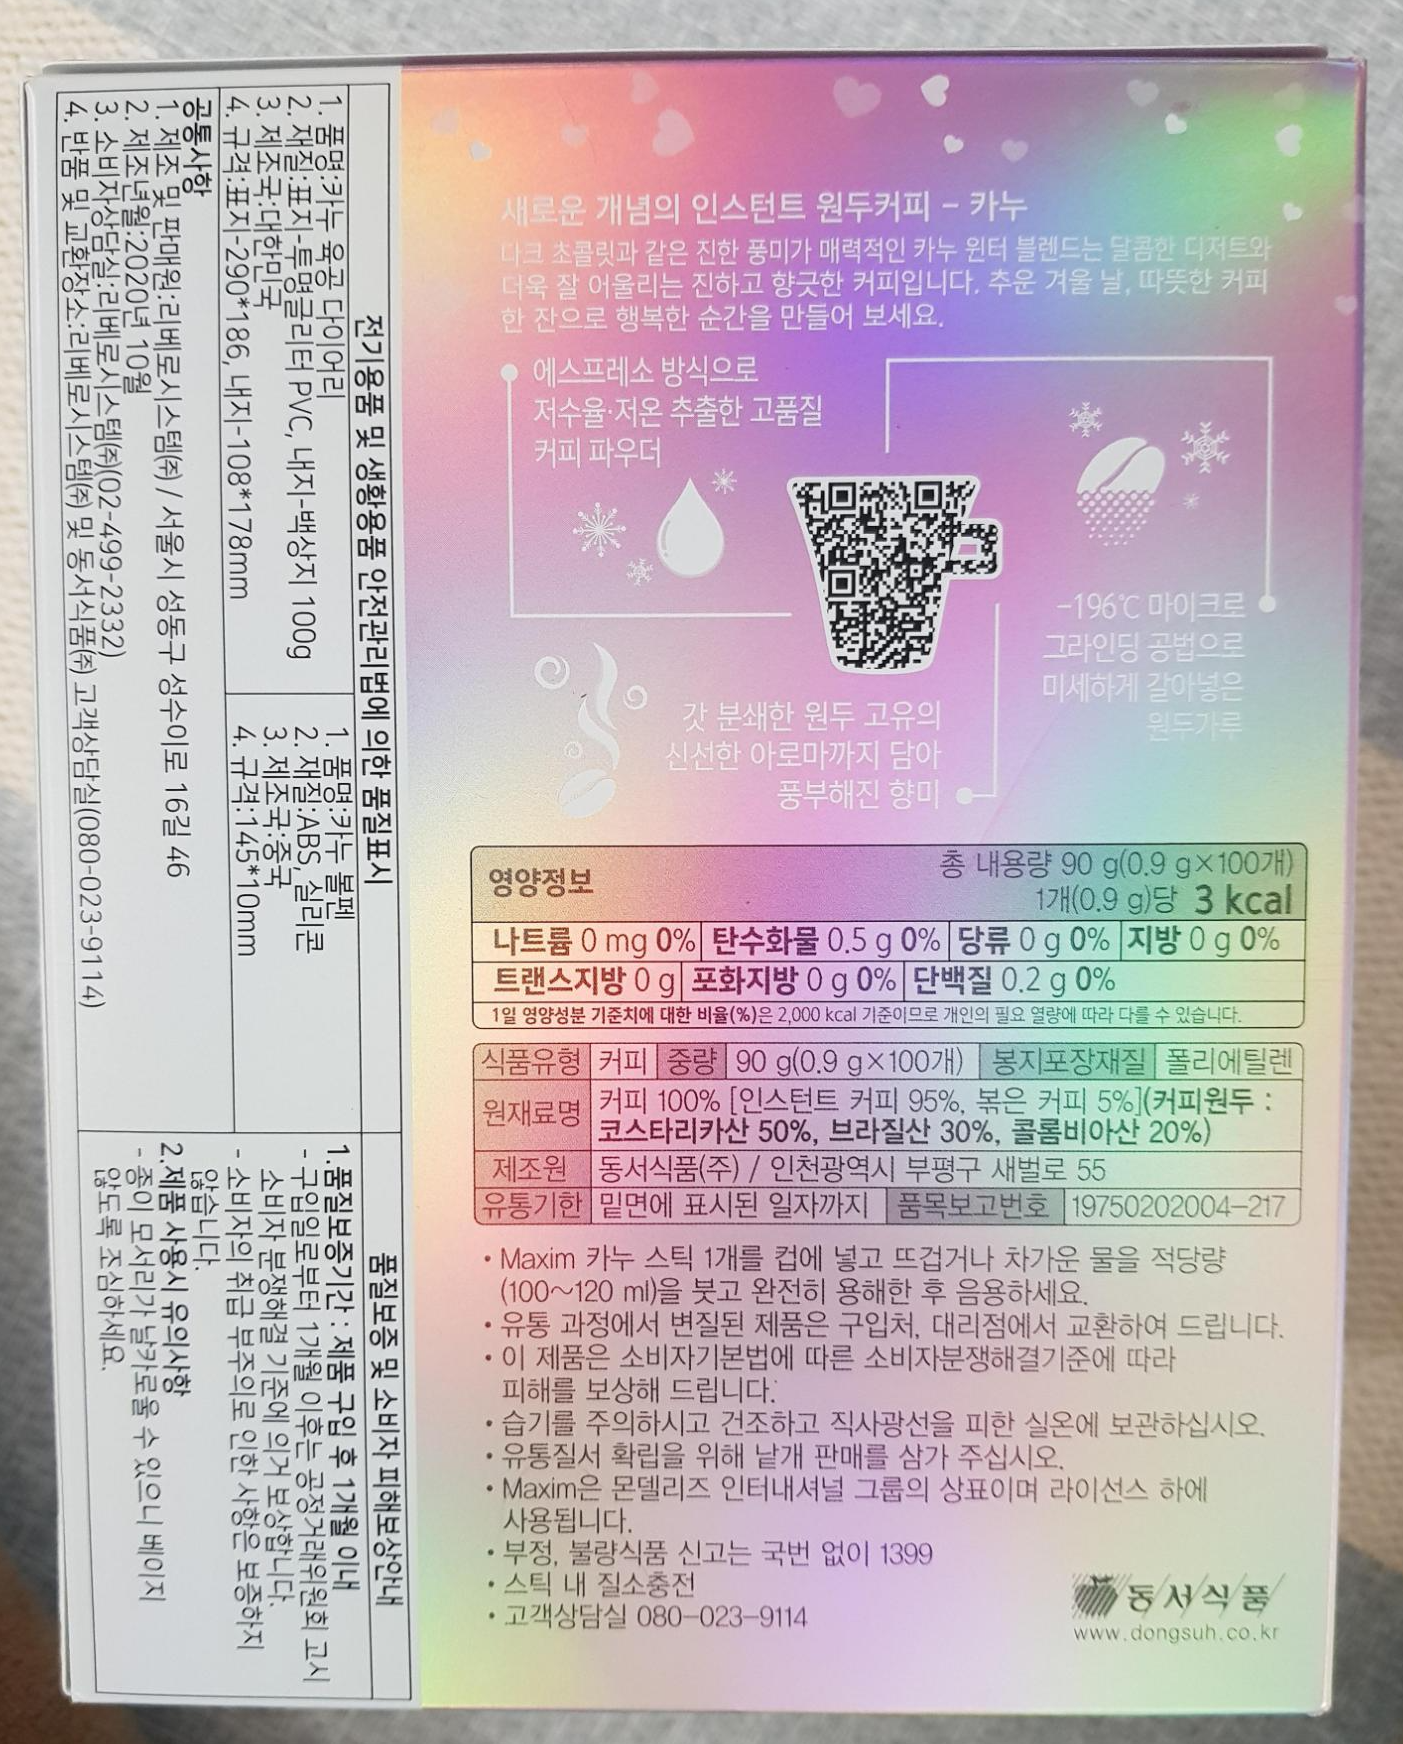 새로운 개념의 인스턴트 원두커피 – 카누
다크 초콜릿과 같은 진한 풍미가 매력적인 카누 윈터 블렌드는 달콤한 디저트와
더욱 잘 어울리는 진하고 향긋한 커피입니다. 추운 겨울 날, 따뜻한 커피
한 잔으로 행복한 순간을 만들어 보세요.
에스프레소 방식으로
저수율·저온 추출한 고품질
커피 파우더
-196℃ 마이크로
그라인딩 공법으로
미세하게 갈아넣은
원두가루
갓 분쇄한 원두 고유의
신선한 아로마까지 담아
풍부해진 향미
영양정보
총 내용량 90 g(0.9 g×100개)
1개(0.9 g)당 3 kcal
나트륨 0 mg 0% 탄수화물 0.5 g 0% 당류 0 g 0% 지방 0 g 0%
트랜스지방 0 g 포화지방 0 g 0% 단백질 0.2 g 0%
1일 영양성분 기준치에 대한 비율(%)은 2,000 kcal 기준이므로 개인의 필요 열량에 따라 다를 수 있습니다.
식품유형 커피 중량 90 g(0.9 g×100개) 봉지포장재질 폴리에틸렌
원재료명 커피 100% [인스턴트 커피 95%, 볶은 커피 5%](커피원두 :
코스타리카산 50%, 브라질산 30%, 콜롬비아산 20%)
제조원 동서식품(주) / 인천광역시 부평구 새벌로 55
유통기한 밑면에 표시된 일자까지 품목보고번호 19750202004-217
• Maxim 카누 스틱 1개를 컵에 넣고 뜨겁거나 차가운 물을 적당량
(100~120 ml)을 붓고 완전히 용해한 후 음용하세요.
• 유통 과정에서 변질된 제품은 구입처, 대리점에서 교환하여 드립니다.
• 이 제품은 소비자기본법에 따른 소비자분쟁해결기준에 따라
피해를 보상해 드립니다.
• 습기를 주의하시고 건조하고 직사광선을 피한 실온에 보관하십시오.
• 유통질서 확립을 위해 낱개 판매를 삼가 주십시오.
• Maxim은 몬델리즈 인터내셔널 그룹의 상표이며 라이선스 하에
사용됩니다.
• 부정, 불량식품 신고는 국번 없이 1399
• 스틱 내 질소충전
• 고객상담실 080-023-9114
동서식품
www.dongsuh.co.kr
전기용품 및 생활용품 안전관리법에 의한 품질표시
1. 품명:카누 육공 다이어리
2. 재질:표지-투명글리터 PVC, 내지-백상지 100g
3. 제조국:대한민국
4. 규격:표지-290*186, 내지-108*178mm
1. 품명:카누 볼펜
2. 재질:ABS, 실리콘
3. 제조국:중국
4. 규격:145*10mm
공통사항
1. 제조 및 판매원:리베로시스템(주) / 서울시 성동구 성수이로 16길 46
2. 제조년월:2020년 10월
3. 소비자상담실:리베로시스템(주)(02-499-2332)
4. 반품 및 교환장소:리베로시스템(주) 및 동서식품(주) 고객상담실(080-023-9114)
품질보증 및 소비자 피해보상안내
1.품질보증기간 : 제품 구입 후 1개월 이내
- 구입일로부터 1개월 이후는 공정거래위원회 고시
소비자 분쟁해결 기준에 의거 보상합니다.
- 소비자의 취급 부주의로 인한 사항은 보증하지
않습니다.
2.제품 사용시 유의사항
- 종이 모서리가 날카로울 수 있으니 베이지
않도록 조심하세요.